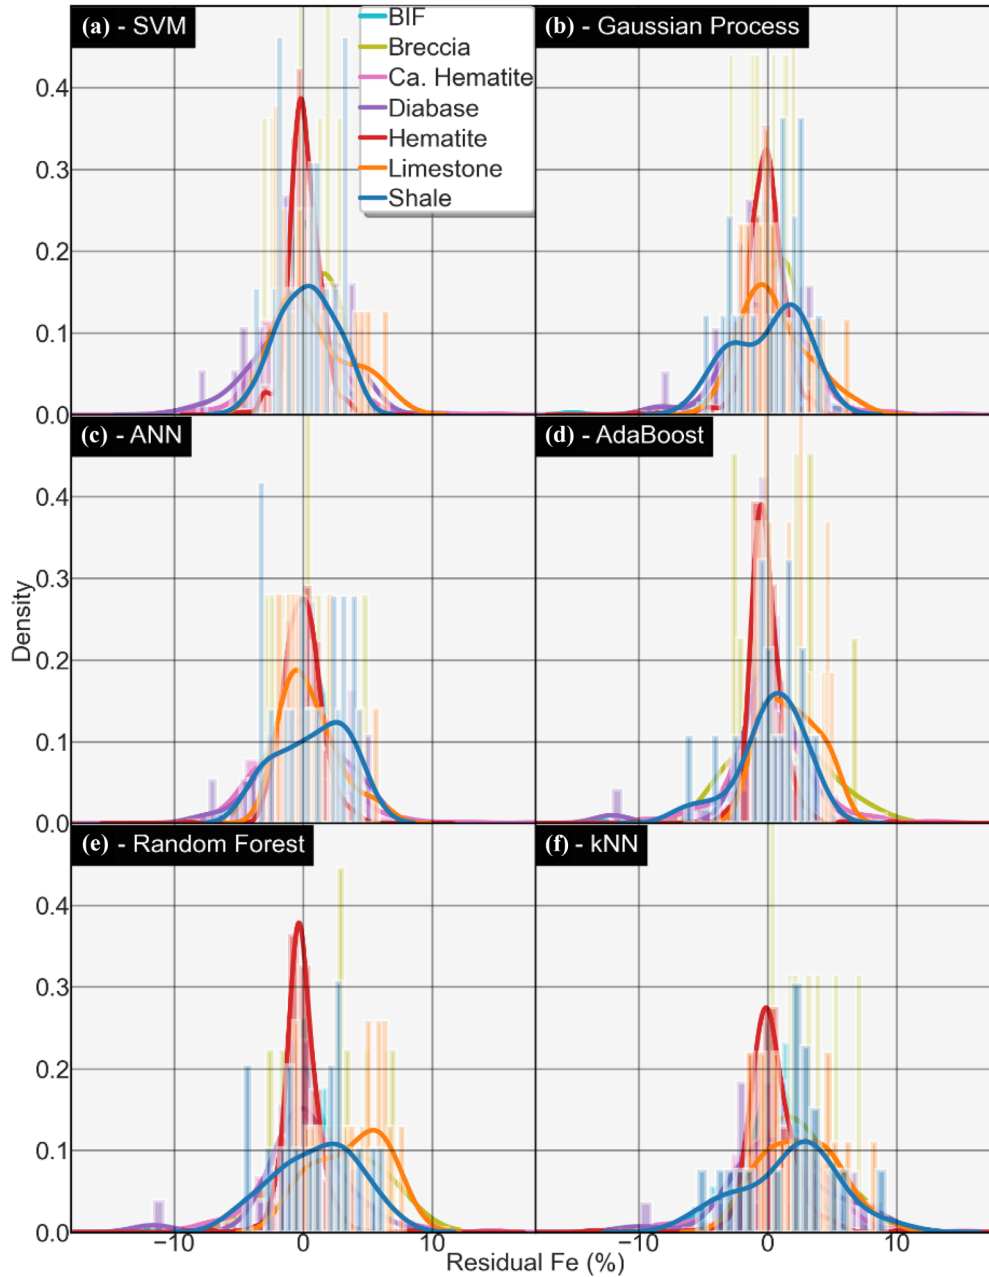 (a) - SVM
BIF
Breccia
Ca. Hematite
Diabase
Hematite
Limestone
Shale
(b) - Gaussian Process
0.4
0.3
0.2
0.1
0.0
(c) - ANN
(d) - AdaBoost
0.4
0.3
0.2
0.1
0.0
Density
(e) - Random Forest
(f) - kNN
0.4
0.3
0.2
0.1
0.0
−10
0
10
−10
0
10
Residual Fe (%)